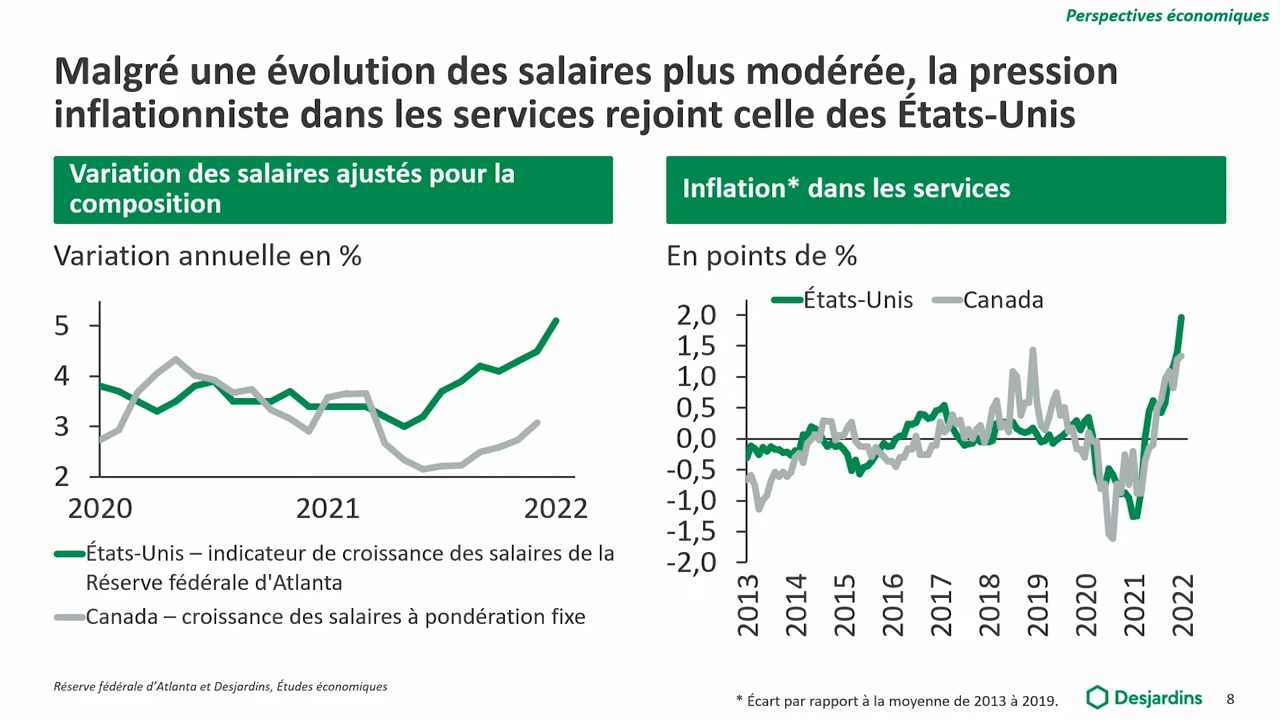 Perspectives économiques
Malgré une évolution des salaires plus modérée, la pression
inflationniste dans les services rejoint celle des États-Unis
Variation des salaires ajustés pour la
composition
Variation annuelle en %
5
4
3
2
2020 2021 2022
États-Unis – indicateur de croissance des salaires de la
Réserve fédérale d'Atlanta
Canada – croissance des salaires à pondération fixe
Inflation* dans les services
En points de %
États-Unis Canada
2,0
1,5
1,0
0,5
0,0
-0,5
-1,0
-1,5
-2,0
2013 2014 2015 2016 2017 2018 2019 2020 2021 2022
Réserve fédérale d’Atlanta et Desjardins, Études économiques
* Écart par rapport à la moyenne de 2013 à 2019.
Desjardins
8